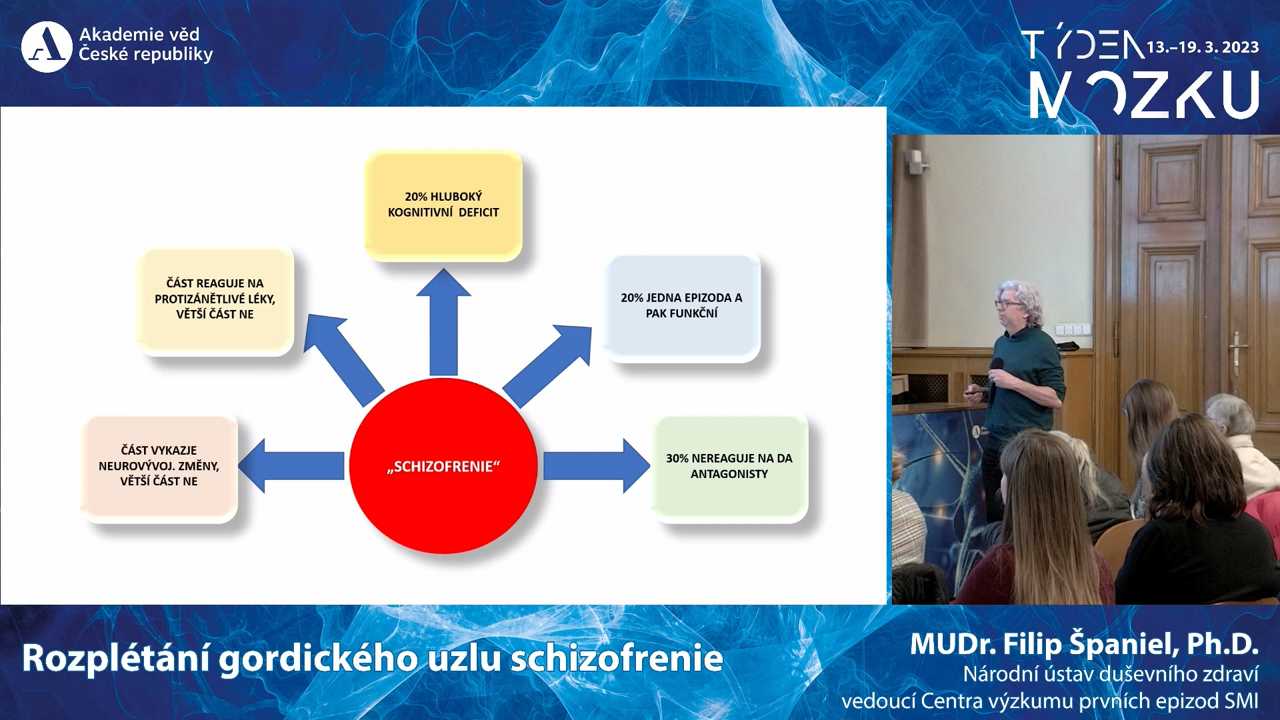 Akademie věd
České republiky
TÝDEN
13.–19. 3. 2023
MOZKU
20% HLUBOKÝ
KOGNITIVNÍ DEFICIT
ČÁST REAGUJE NA
PROTIZÁNĚTLIVÉ LÉKY,
VĚTŠÍ ČÁST NE
20% JEDNA EPIZODA A
PAK FUNKČNÍ
ČÁST VYKAZJE
NEUROVÝVOJ. ZMĚNY,
VĚTŠÍ ČÁST NE
„SCHIZOFRENIE“
30% NEREAGUJE NA DA
ANTAGONISTY
Rozplétání gordického uzlu schizofrenie
MUDr. Filip Španiel, Ph.D.
Národní ústav duševního zdraví
vedoucí Centra výzkumu prvních epizod SMI